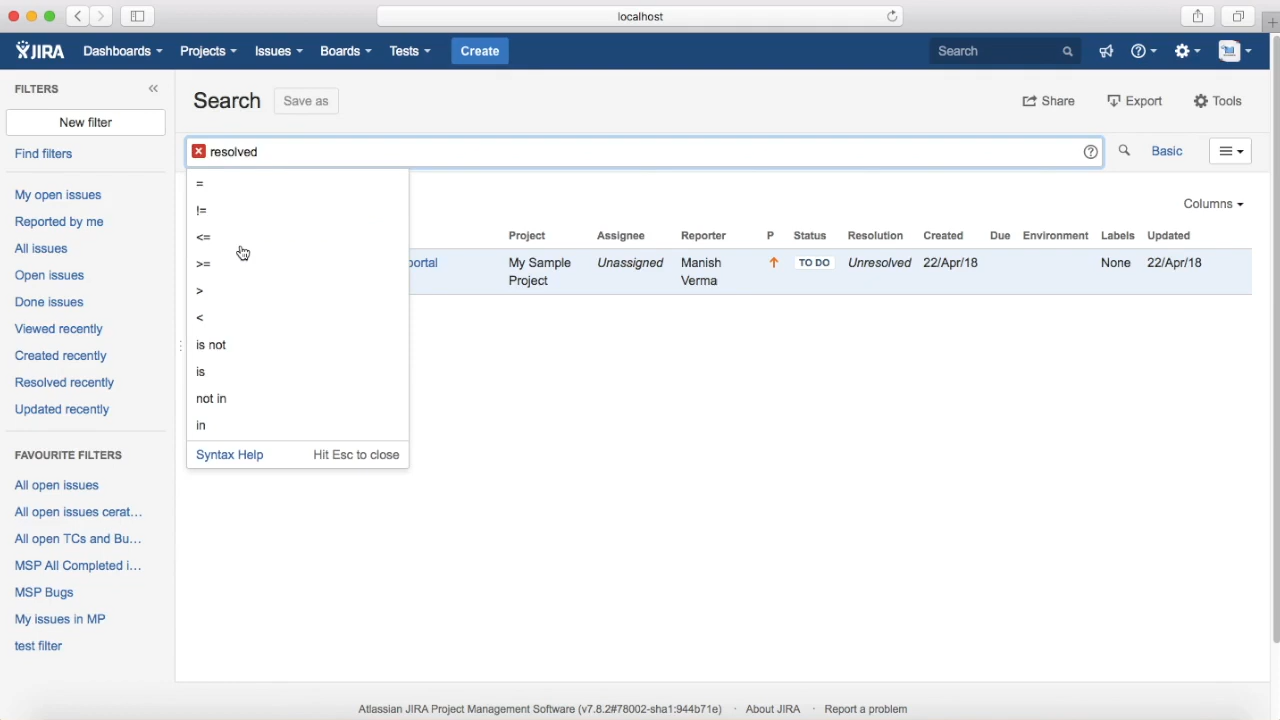 localhost
JIRA
Dashboards Projects Issues Boards Tests Create Search
FILTERS
New filter
Find filters
My open issues
Reported by me
All issues
Open issues
Done issues
Viewed recently
Created recently
Resolved recently
Updated recently
FAVOURITE FILTERS
All open issues
All open issues cerat...
All open TCs and Bu...
MSP All Completed i...
MSP Bugs
My issues in MP
test filter
Search Save as Share Export Tools
resolved Basic
=
!=
<=
>=
>
<
is not
is
not in
in
Syntax Help Hit Esc to close
Columns
Project Assignee Reporter P Status Resolution Created Due Environment Labels Updated
portal My Sample Project Unassigned Manish Verma TO DO Unresolved 22/Apr/18 None 22/Apr/18
Atlassian JIRA Project Management Software (v7.8.2#78002-sha1:944b71e) · About JIRA · Report a problem